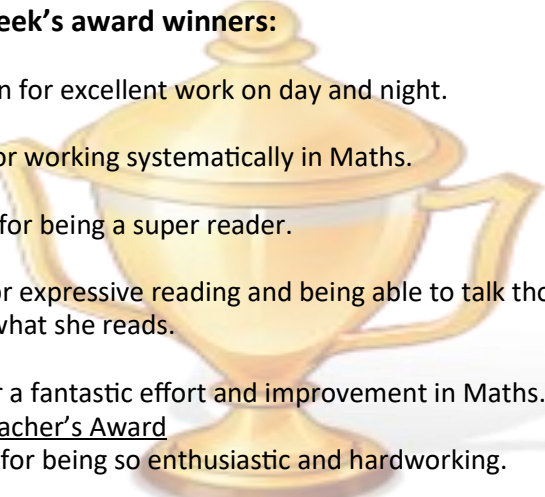 eek's award winners:
n for excellent work on day and night.
or working systematically in Maths.
for being a super reader.
or expressive reading and being able to talk tho
what she reads.
r a fantastic effort and improvement in Maths.
acher's Award
for being so enthusiastic and hardworking.